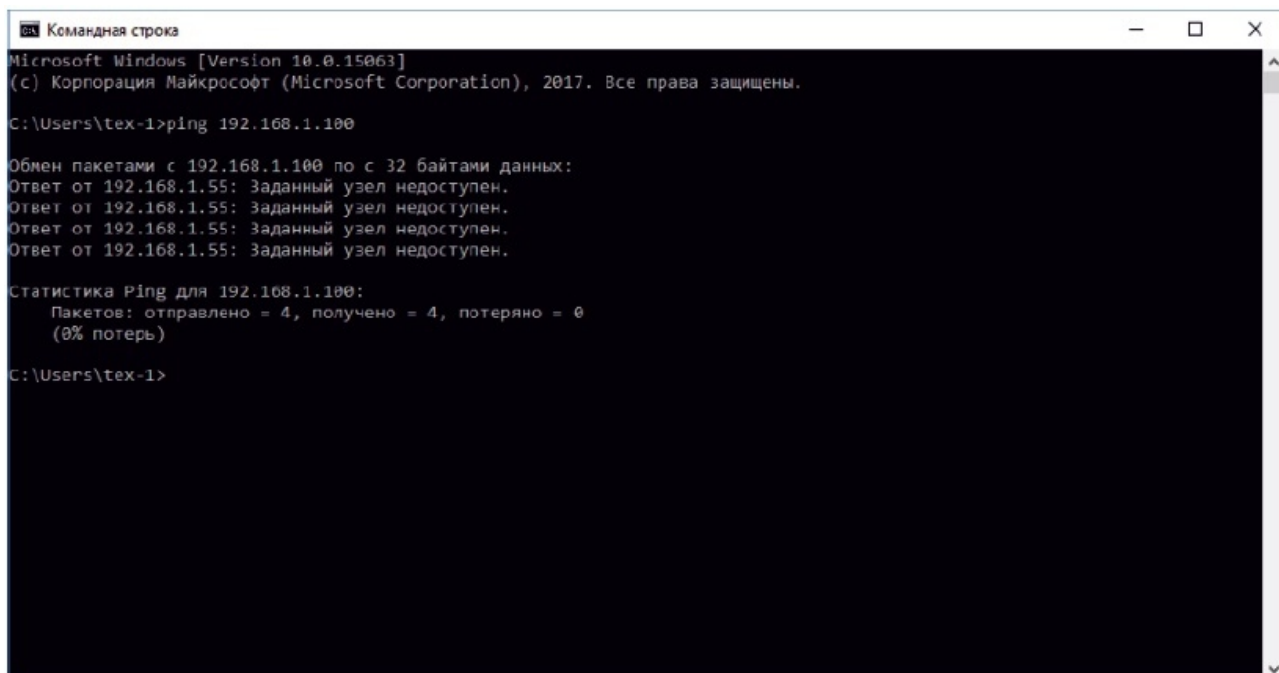 Командная строка
Microsoft Windows [Version 10.0.15063]
(c) Корпорация Майкрософт (Microsoft Corporation), 2017. Все права защищены.
C:\Users\tex-1>ping 192.168.1.100
Обмен пакетами с 192.168.1.100 по с 32 байтами данных:
Ответ от 192.168.1.55: Заданный узел недоступен.
Ответ от 192.168.1.55: Заданный узел недоступен.
Ответ от 192.168.1.55: Заданный узел недоступен.
Ответ от 192.168.1.55: Заданный узел недоступен.
Статистика Ping для 192.168.1.100:
Пакетов: отправлено = 4, получено = 4, потеряно = 0
(0% потерь)
C:\Users\tex-1>